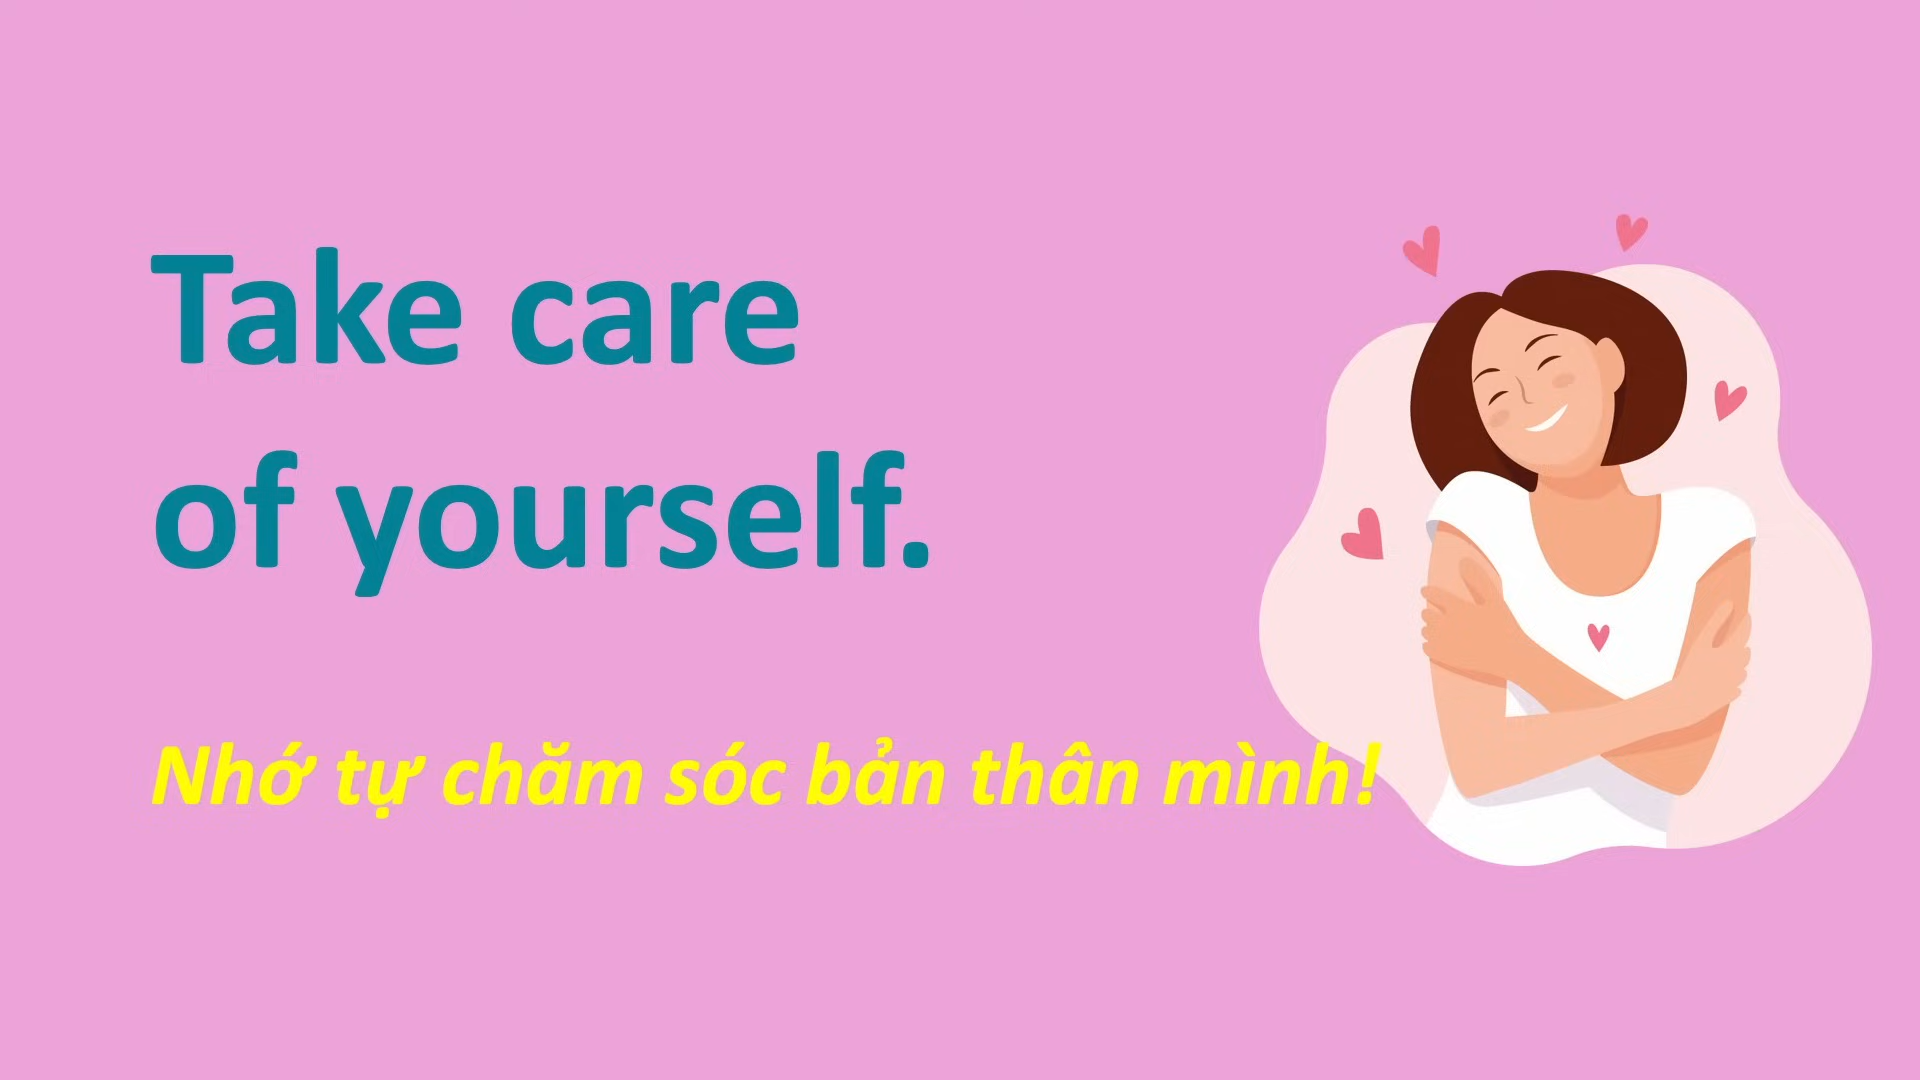 Take care
of yourself.
Nhớ tự chăm sóc bản thân mình!